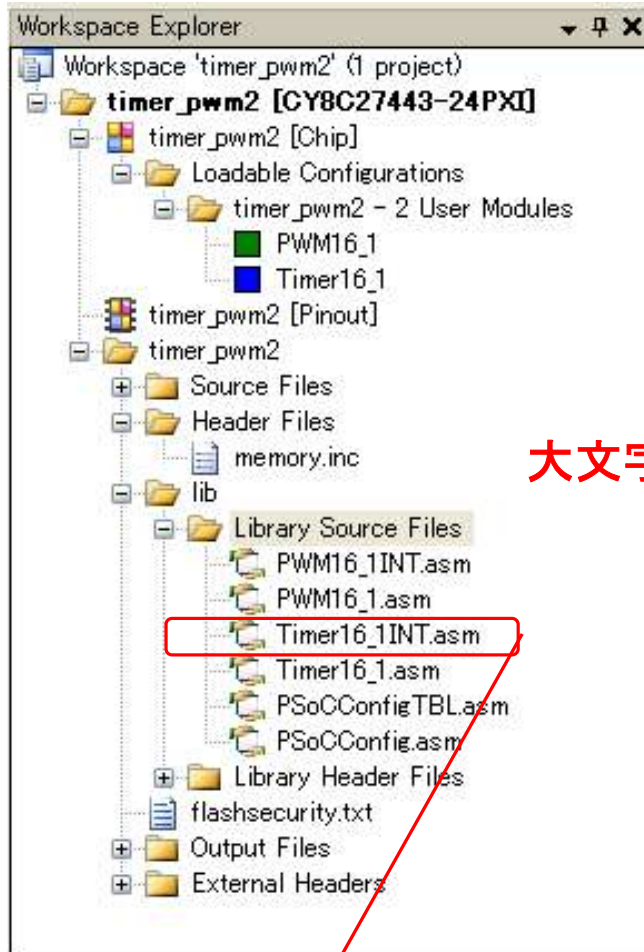 Workspace Explorer
Workspace 'timer_pwm2' (1 project)
timer_pwm2 [CY8C27443-24PXI]
timer_pwm2 [Chip]
Loadable Configurations
timer_pwm2 - 2 User Modules
PWM16_1
Timer16_1
timer_pwm2 [Pinout]
timer_pwm2
Source Files
Header Files
memory.inc
大文字
lib
Library Source Files
PWM16_1INT.asm
PWM16_1.asm
Timer16_1INT.asm
Timer16_1.asm
PSoCConfigTBL.asm
PSoCConfig.asm
Library Header Files
flashsecurity.txt
Output Files
External Headers